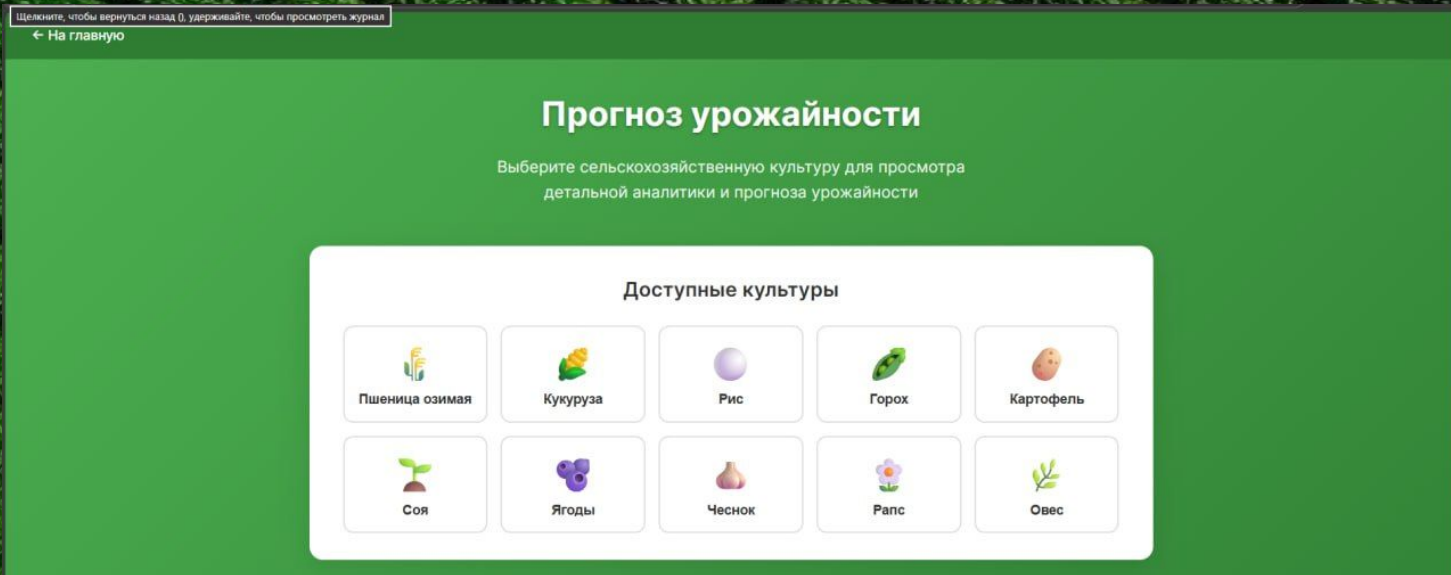 Щелкните, чтобы вернуться назад (), удерживайте, чтобы просмотреть журнал
← На главную
Прогноз урожайности
Выберите сельскохозяйственную культуру для просмотра
детальной аналитики и прогноза урожайности
Доступные культуры
Пшеница озимая
Кукуруза
Рис
Горох
Картофель
Соя
Ягоды
Чеснок
Рапс
Овес